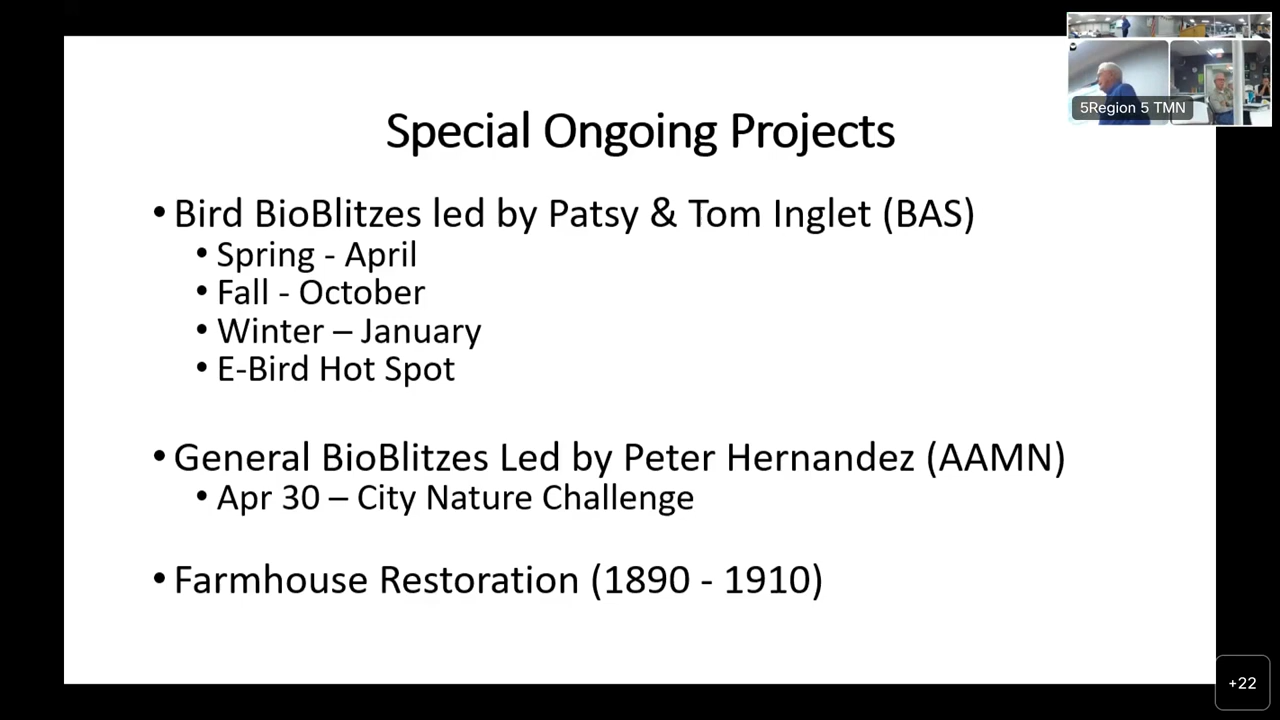 5Region 5 TMN
Special Ongoing Projects
• Bird BioBlitzes led by Patsy & Tom Inglet (BAS)
• Spring - April
• Fall - October
• Winter – January
• E-Bird Hot Spot
• General BioBlitzes Led by Peter Hernandez (AAMN)
• Apr 30 – City Nature Challenge
• Farmhouse Restoration (1890 - 1910)
+22